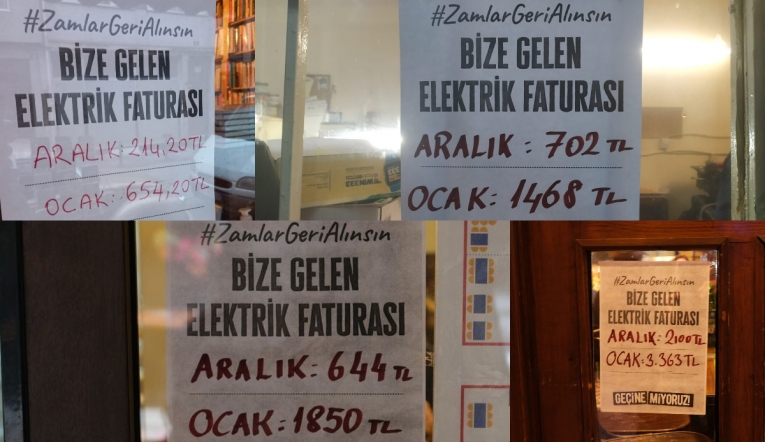 #ZamlarGeriAlınsın
BİZE GELEN
ELEKTRİK FATURASI
ARALIK: 214,20TL
OCAK: 654,20TL
#ZamlarGeriAlınsın
BİZE GELEN
ELEKTRİK FATURASI
ARALIK: 702 TL
OCAK: 1468 TL
#ZamlarGeriAlınsın
BİZE GELEN
ELEKTRİK FATURASI
ARALIK: 644 TL
OCAK: 1850 TL
#ZamlarGeriAlınsın
BİZE GELEN
ELEKTRİK FATURASI
ARALIK: 2100TL
OCAK: 3.363 TL
GEÇİNEMİYORUZ!